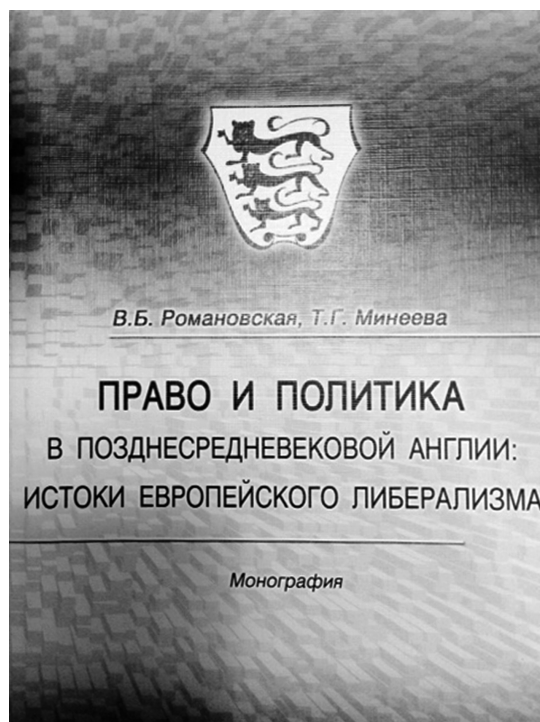 В.Б. Романовская, Т.Г. Минеева
ПРАВО И ПОЛИТИКА
В ПОЗДНЕСРЕДНЕВЕКОВОЙ АНГЛИИ:
ИСТОКИ ЕВРОПЕЙСКОГО ЛИБЕРАЛИЗМА
Монография